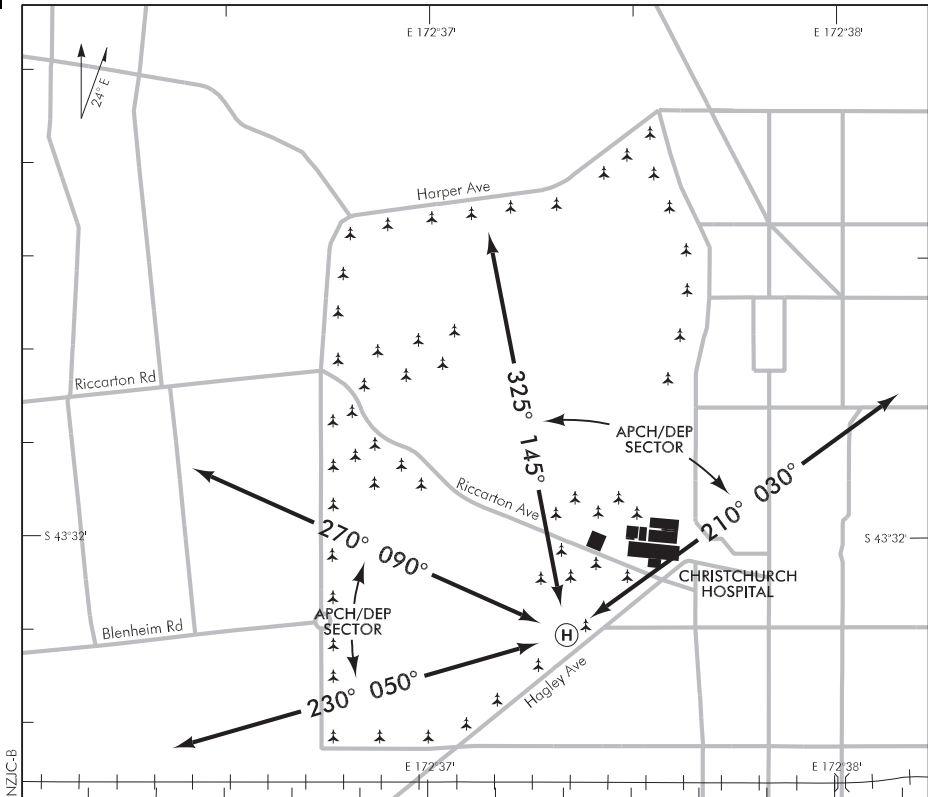 E 172°37'
E 172°38'
24° E
Harper Ave
Riccarton Rd
325° 145°
APCH/DEP
SECTOR
210° 030°
Riccarton Ave
S 43°32'
S 43°32'
270° 090°
CHRISTCHURCH
HOSPITAL
APCH/DEP
SECTOR
Blenheim Rd
H
Hagley Ave
230° 050°
NZJC-B
E 172°37'
E 172°38'